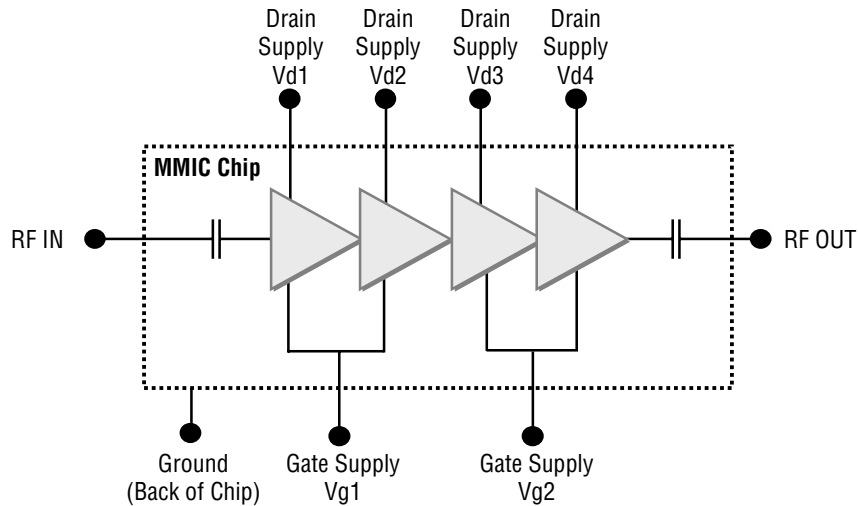 Drain
Supply
Vd1
Drain
Supply
Vd2
Drain
Supply
Vd3
Drain
Supply
Vd4
MMIC Chip
RF IN
RF OUT
Ground
(Back of Chip)
Gate Supply
Vg1
Gate Supply
Vg2